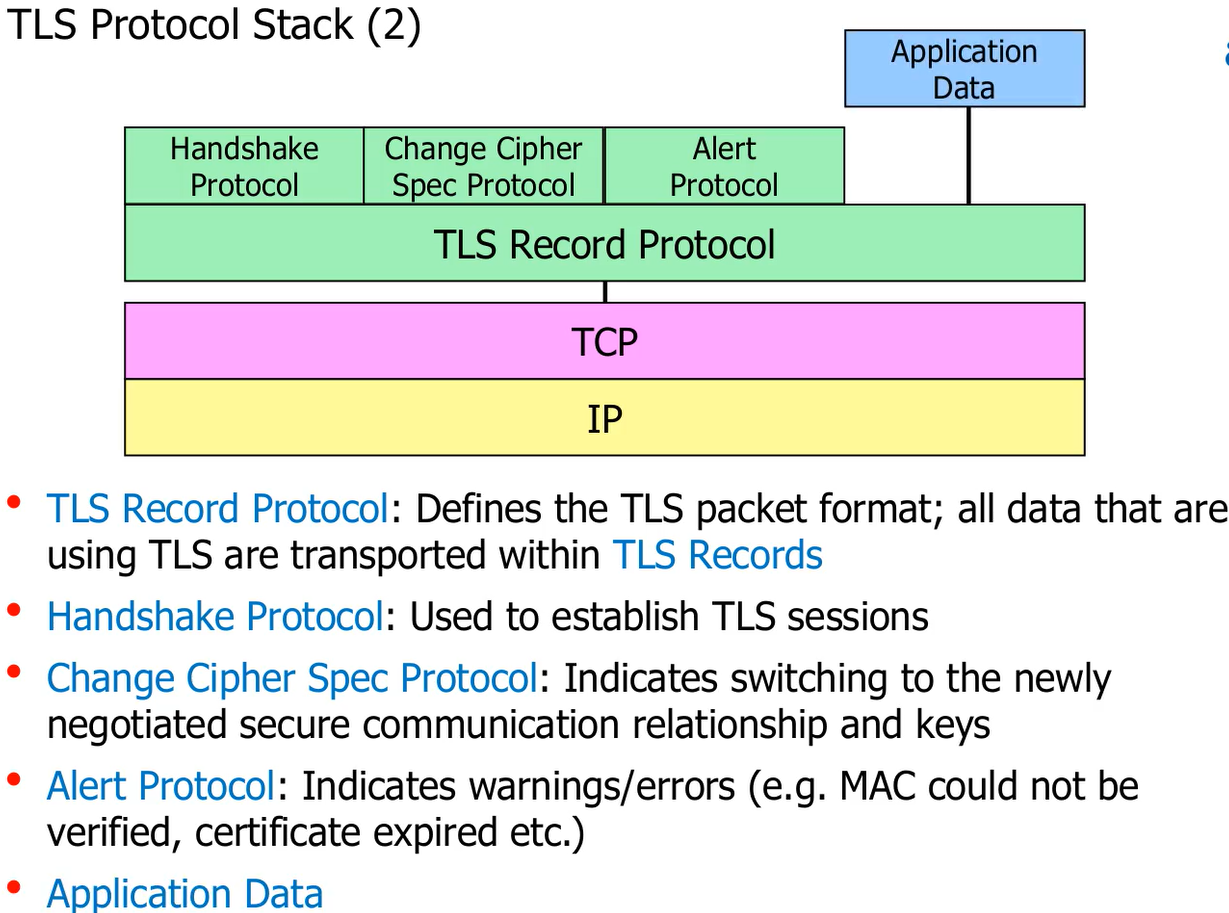 TLS Protocol Stack (2)
Application
Data
Handshake
Protocol
Change Cipher
Spec Protocol
Alert
Protocol
TLS Record Protocol
TCP
IP
• TLS Record Protocol: Defines the TLS packet format; all data that are
using TLS are transported within TLS Records
• Handshake Protocol: Used to establish TLS sessions
• Change Cipher Spec Protocol: Indicates switching to the newly
negotiated secure communication relationship and keys
• Alert Protocol: Indicates warnings/errors (e.g. MAC could not be
verified, certificate expired etc.)
• Application Data